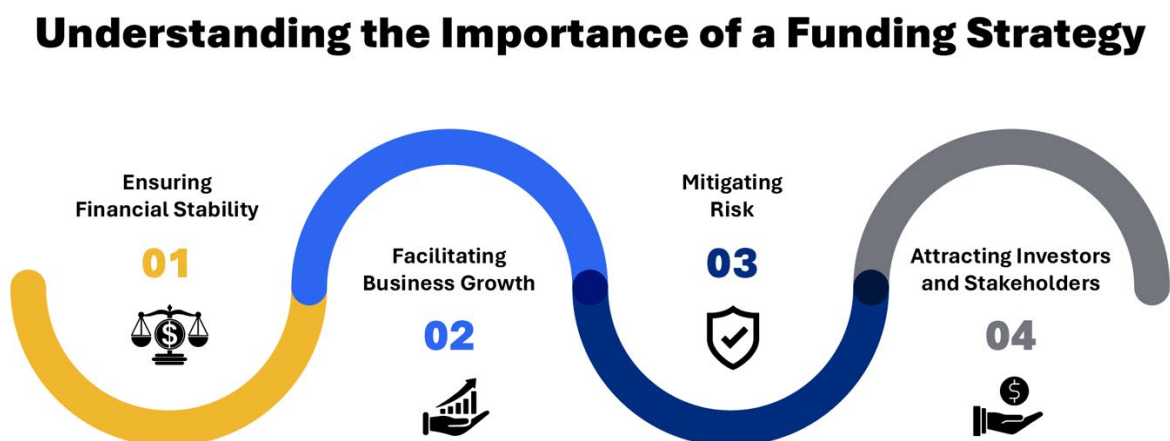 Understanding the Importance of a Funding Strategy
Ensuring
Financial Stability
01
$
Facilitating
Business Growth
02
Mitigating
Risk
03
Attracting Investors
and Stakeholders
04
$